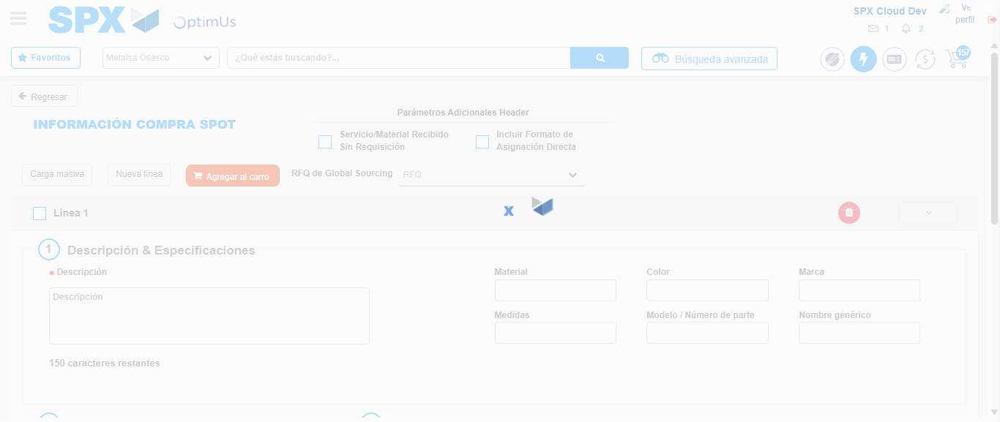 SPX
OptimUs
SPX Cloud Dev
Ve
perfil
1
2
Favoritos
Metalsa Osasco
¿Qué estás buscando?...
Búsqueda avanzada
157
Regresar
INFORMACIÓN COMPRA SPOT
Parámetros Adicionales Header
Servicio/Material Recibido
Sin Requisición
Incluir Formato de
Asignación Directa
Carga masiva
Nueva línea
Agregar al carro
RFQ de Global Sourcing
RFQ
Linea 1
X
1
Descripción & Especificaciones
* Descripción
Descripción
150 caracteres restantes
Material
Color
Marca
Medidas
Modelo / Número de parte
Nombre genérico